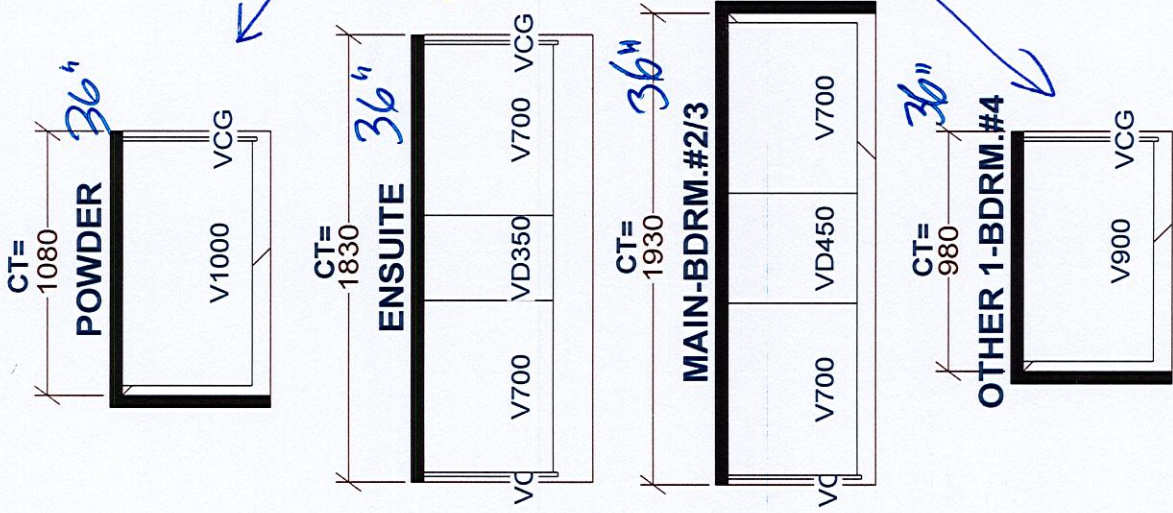 CT=
1080
36"
POWDER
V1000
VCG
CT=
1830
36"
ENSUITE
V700
VD350
V700
VCG
VC
CT=
1930
36"
MAIN-BDRM.#2/3
V700
VD450
V700
VC
CT=
980
36"
OTHER 1-BDRM.#4
V900
VCG